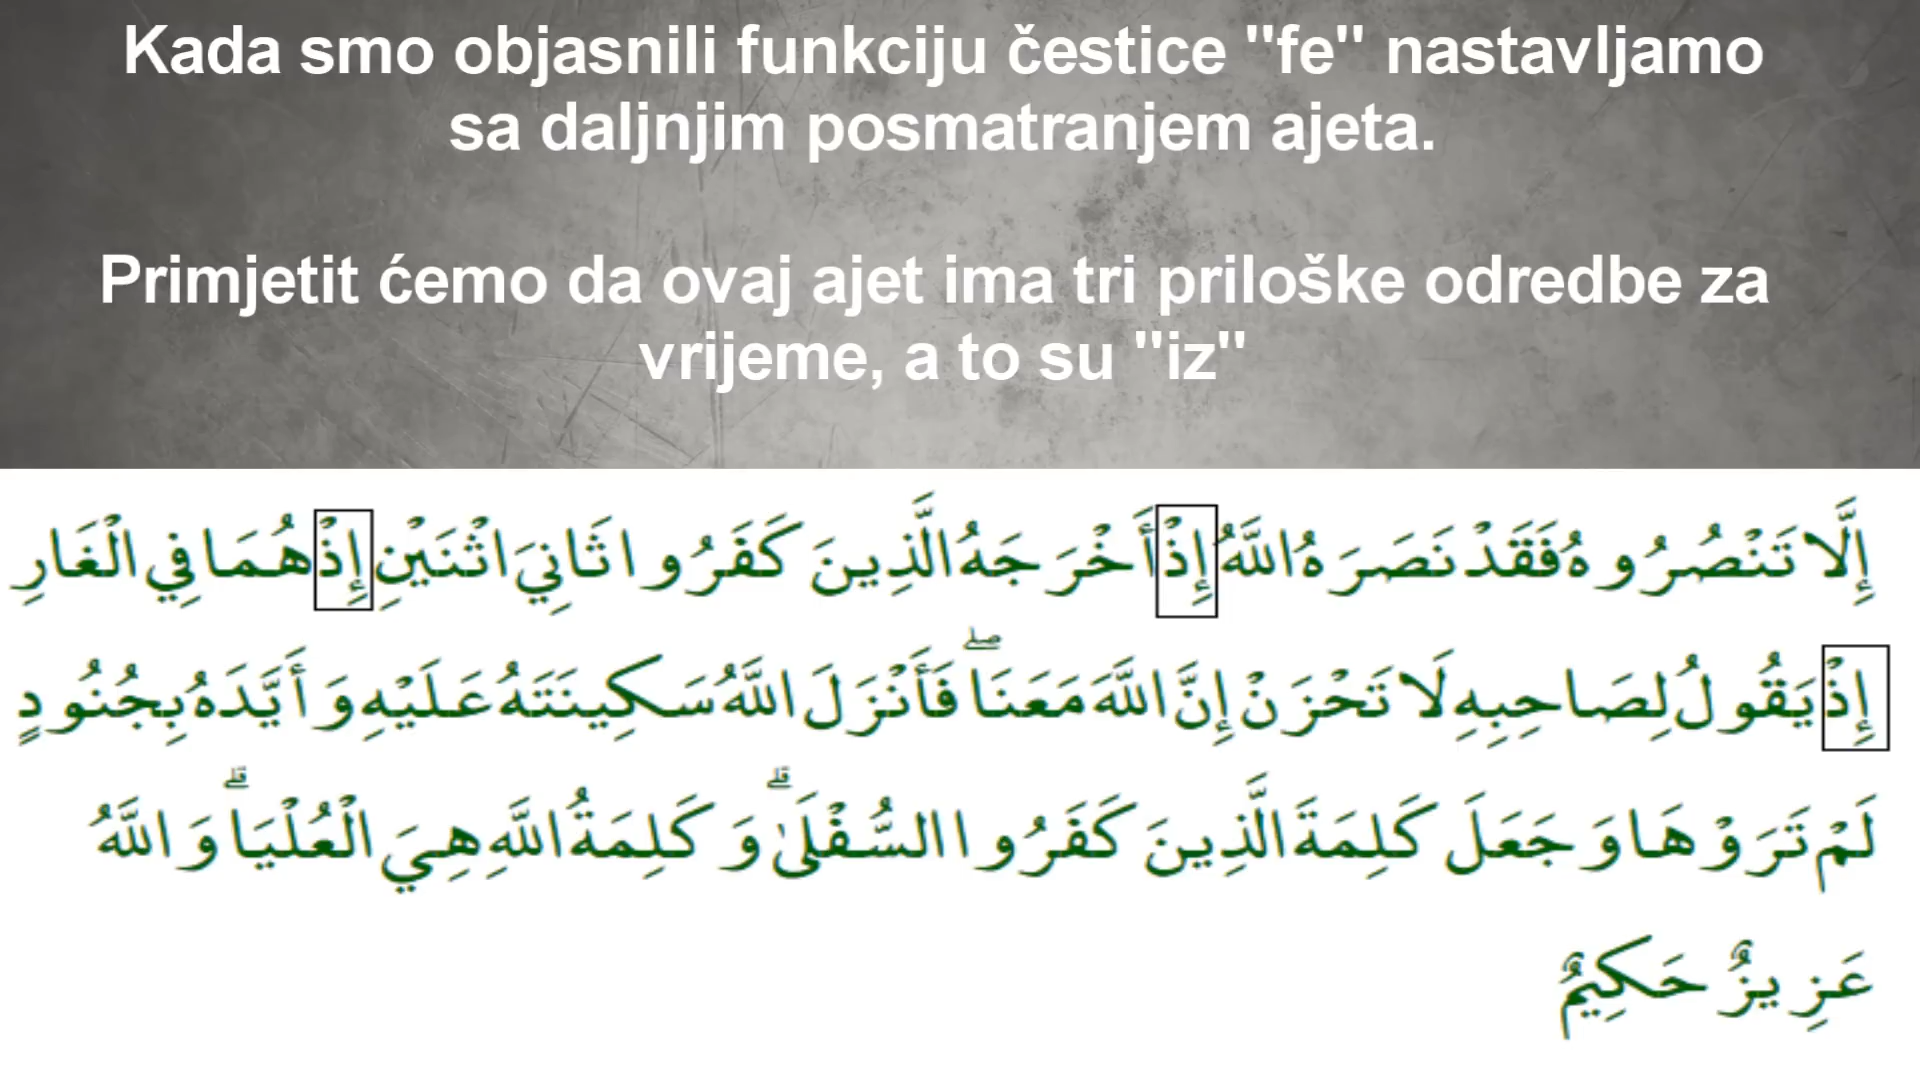 Kada smo objasnili funkciju čestice "fe" nastavljamo
sa daljnjim posmatranjem ajeta.
Primjetit ćemo da ovaj ajet ima tri priloške odredbe za
vrijeme, a to su "iz"
إِلَّا تَنْصُرُوهُ فَقَدْ نَصَرَهُ اللَّهُ إِذْ أَخْرَجَهُ الَّذِينَ كَفَرُوا ثَانِيَ اثْنَيْنِ إِذْ هُمَا فِي الْغَارِ
إِذْ يَقُولُ لِصَاحِبِهِ لَا تَحْزَنْ إِنَّ اللَّهَ مَعَنَا ۖ فَأَنْزَلَ اللَّهُ سَكِينَتَهُ عَلَيْهِ وَأَيَّدَهُ بِجُنُودٍ
لَمْ تَرَوْهَا وَجَعَلَ كَلِمَةَ الَّذِينَ كَفَرُوا السُّفْلَىٰ ۗ وَكَلِمَةُ اللَّهِ هِيَ الْعُلْيَا ۗ وَاللَّهُ
عَزِيزٌ حَكِيمٌ